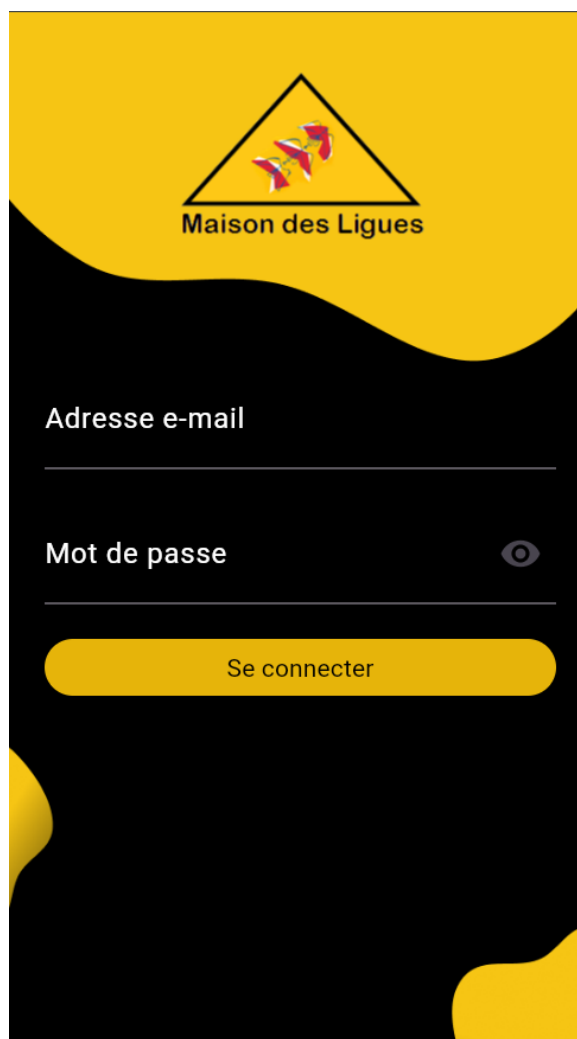 Maison des Ligues
Adresse e-mail
Mot de passe
Se connecter